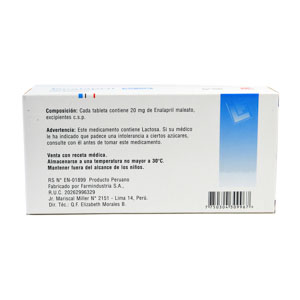 Composición: Cada tableta contiene 20 mg de Enalapril maleato,
excipientes c.s.p.
Advertencia: Este medicamento contiene Lactosa. Si su médico
le ha indicado que padece una intolerancia a ciertos azúcares,
consulte con él antes de tomar este medicamento.
Venta con receta médica.
Almacenarse a una temperatura no mayor a 30°C.
Mantener fuera del alcance de los niños.
RS N° EN-01899 Producto Peruano
Fabricado por Farmindustria S.A.,
R.U.C. 20262996329
Jr. Mariscal Miller N° 2151 - Lima 14, Perú.
Dir. Téc.: Q.F. Elizabeth Morales B.